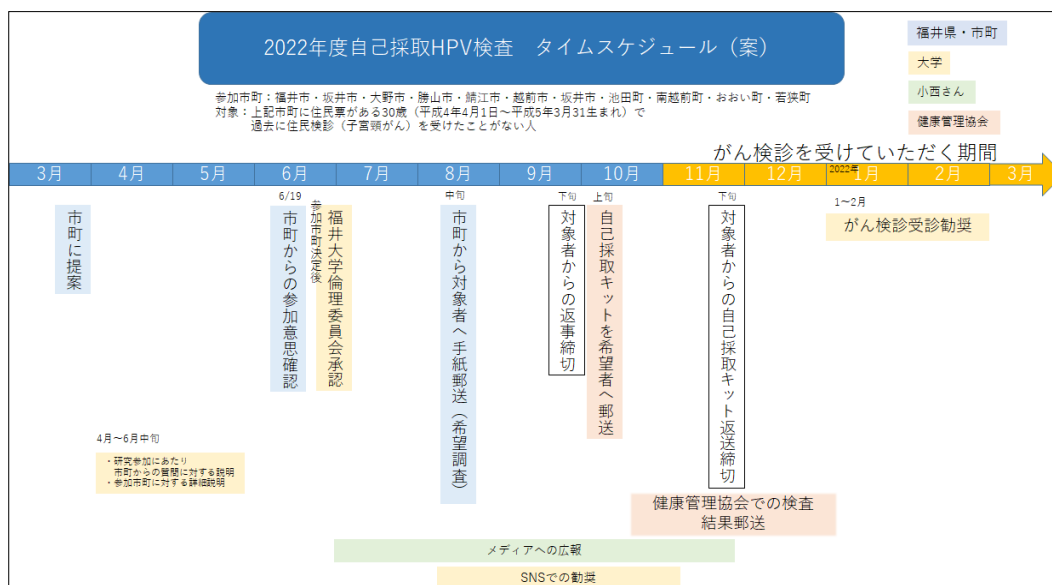 2022年度自己採取HPV検査　タイムスケジュール（案）
福井県・市町
大学
小西さん
健康管理協会
参加市町：福井市・坂井市・大野市・勝山市・鯖江市・越前市・坂井市・池田町・南越前町・おおい町・若狭町
対象：上記市町に住民票がある30歳（平成4年4月1日～平成5年3月31生まれ）で
過去に住民検診（子宮頸がん）を受けたことがない人
がん検診を受けていただく期間
3月
4月
5月
6月
7月
8月
9月
10月
11月
12月
2022年
1月
2月
3月
市町に提案
6/19
市町からの参加意思確認
参加市町決定後
福井大学倫理委員会承認
中旬
市町から対象者へ手紙郵送（希望調査）
下旬
対象者からの返事締切
上旬
自己採取キットを希望者へ郵送
下旬
対象者からの自己採取キット返送締切
1～2月
がん検診受診勧奨
4月～6月中旬
・研究参加にあたり
市町からの質問に対する説明
・参加市町に対する詳細説明
健康管理協会での検査
結果郵送
メディアへの広報
SNSでの勧奨